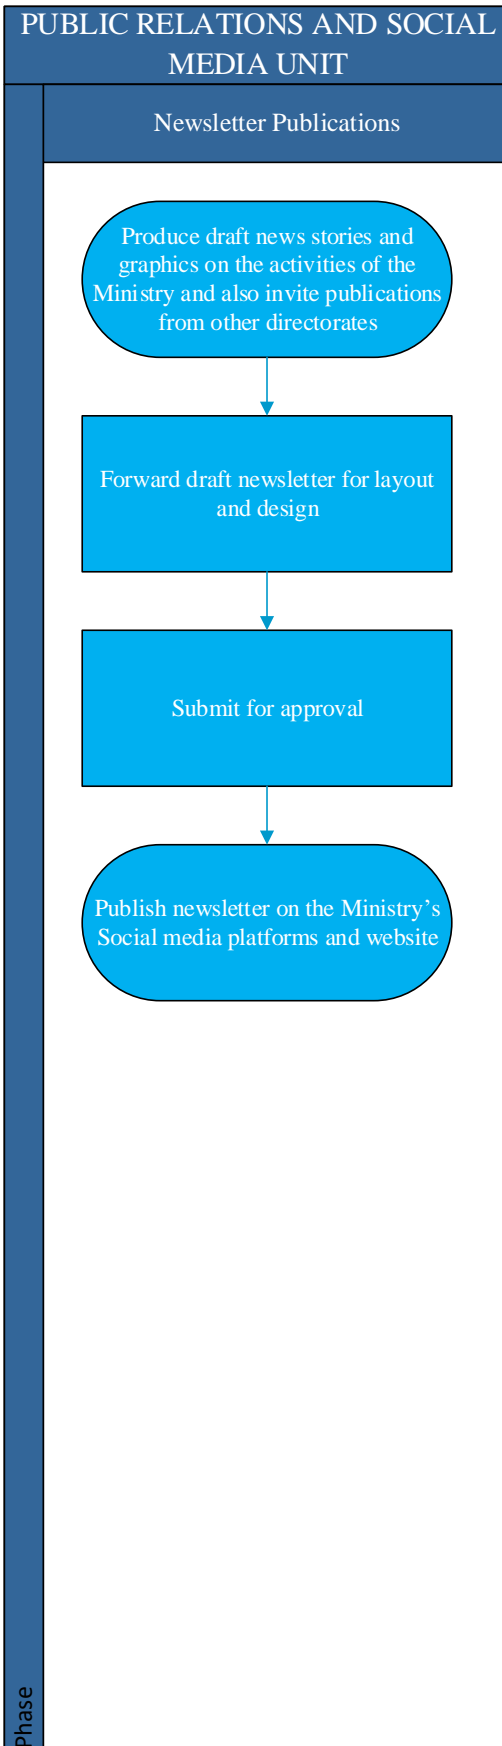 PUBLIC RELATIONS AND SOCIAL
MEDIA UNIT
Newsletter Publications
Produce draft news stories and
graphics on the activities of the
Ministry and also invite publications
from other directorates
Forward draft newsletter for layout
and design
Submit for approval
Publish newsletter on the Ministry’s
Social media platforms and website
Phase